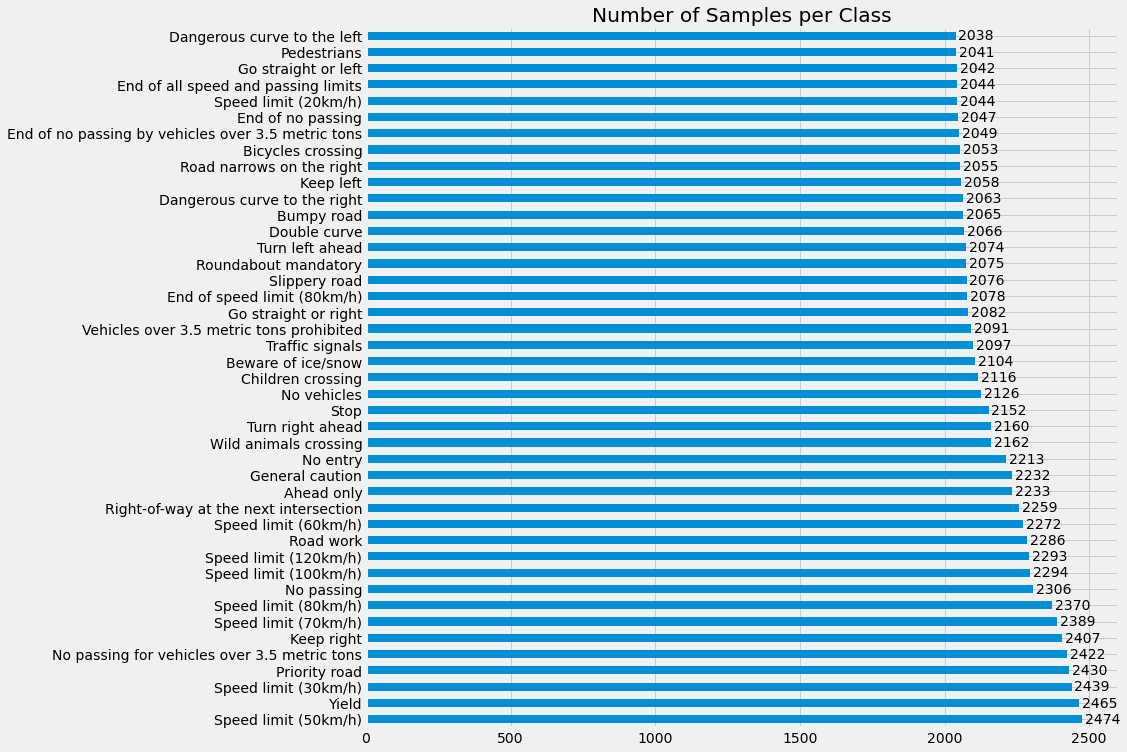 Number of Samples per Class
Dangerous curve to the left 2038
Pedestrians 2041
Go straight or left 2042
End of all speed and passing limits 2044
Speed limit (20km/h) 2044
End of no passing 2047
End of no passing by vehicles over 3.5 metric tons 2049
Bicycles crossing 2053
Road narrows on the right 2055
Keep left 2058
Dangerous curve to the right 2063
Bumpy road 2065
Double curve 2066
Turn left ahead 2074
Roundabout mandatory 2075
Slippery road 2076
End of speed limit (80km/h) 2078
Go straight or right 2082
Vehicles over 3.5 metric tons prohibited 2091
Traffic signals 2097
Beware of ice/snow 2104
Children crossing 2116
No vehicles 2126
Stop 2152
Turn right ahead 2160
Wild animals crossing 2162
No entry 2213
General caution 2232
Ahead only 2233
Right-of-way at the next intersection 2259
Speed limit (60km/h) 2272
Road work 2286
Speed limit (120km/h) 2293
Speed limit (100km/h) 2294
No passing 2306
Speed limit (80km/h) 2370
Speed limit (70km/h) 2389
Keep right 2407
No passing for vehicles over 3.5 metric tons 2422
Priority road 2430
Speed limit (30km/h) 2439
Yield 2465
Speed limit (50km/h) 2474
0 500 1000 1500 2000 2500